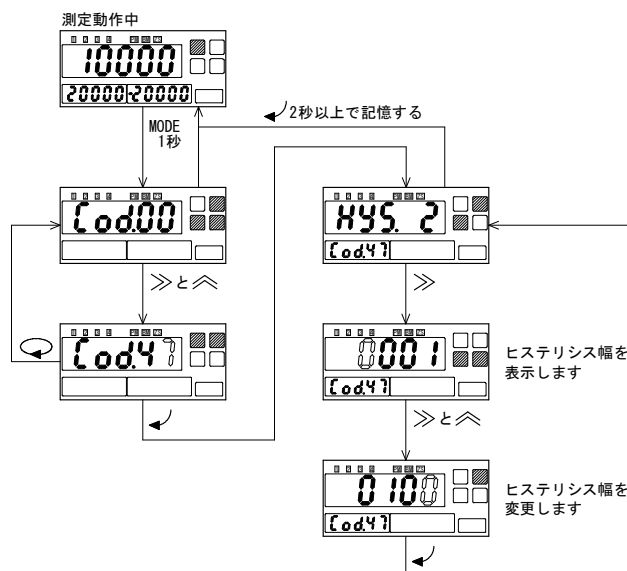 測定動作中
10000
20000 -20000
MODE
1秒
2秒以上で記憶する
Cod.00
HYS. 2
Cod.47
≫と︽
≫
Cod.47
0001
Cod.47
ヒステリシス幅を
表示します
≫と︽
0100
Cod.47
ヒステリシス幅を
変更します